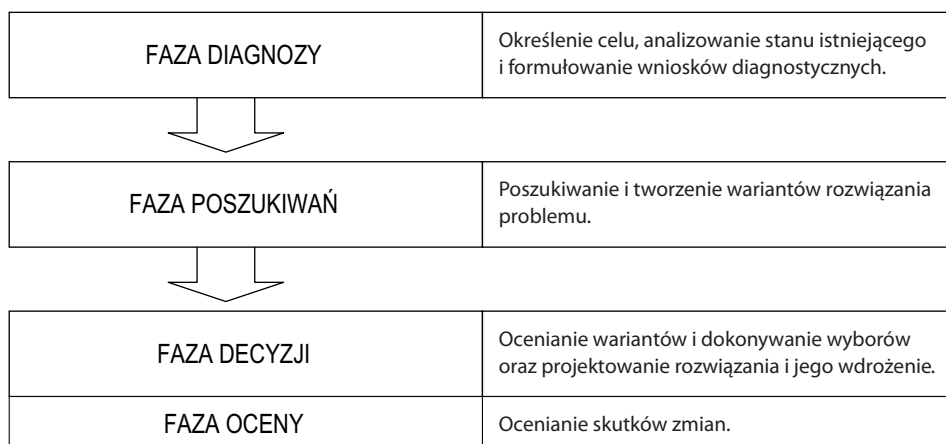 FAZA DIAGNOZY
Określenie celu, analizowanie stanu istniejącego
i formułowanie wniosków diagnostycznych.
FAZA POSZUKIWAŃ
Poszukiwanie i tworzenie wariantów rozwiązania
problemu.
FAZA DECYZJI
Ocenianie wariantów i dokonywanie wyborów
oraz projektowanie rozwiązania i jego wdrożenie.
FAZA OCENY
Ocenianie skutków zmian.